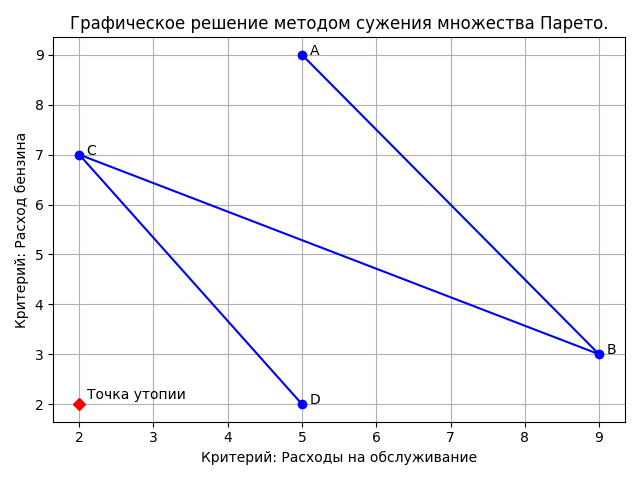 Графическое решение методом сужения множества Парето.
Критерий: Расход бензина
9
8
7
6
5
4
3
2
A
C
B
D
Точка утопии
2 3 4 5 6 7 8 9
Критерий: Расходы на обслуживание